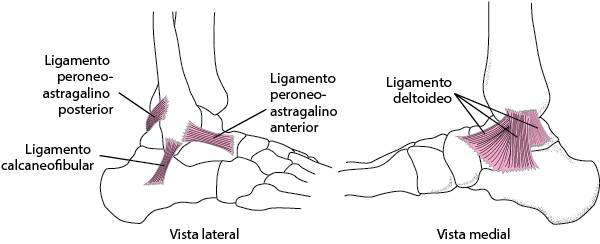 Ligamento
peroneo-
astragalino
posterior
Ligamento
peroneo-
astragalino
anterior
Ligamento
calcaneofibular
Vista lateral
Ligamento
deltoideo
Vista medial